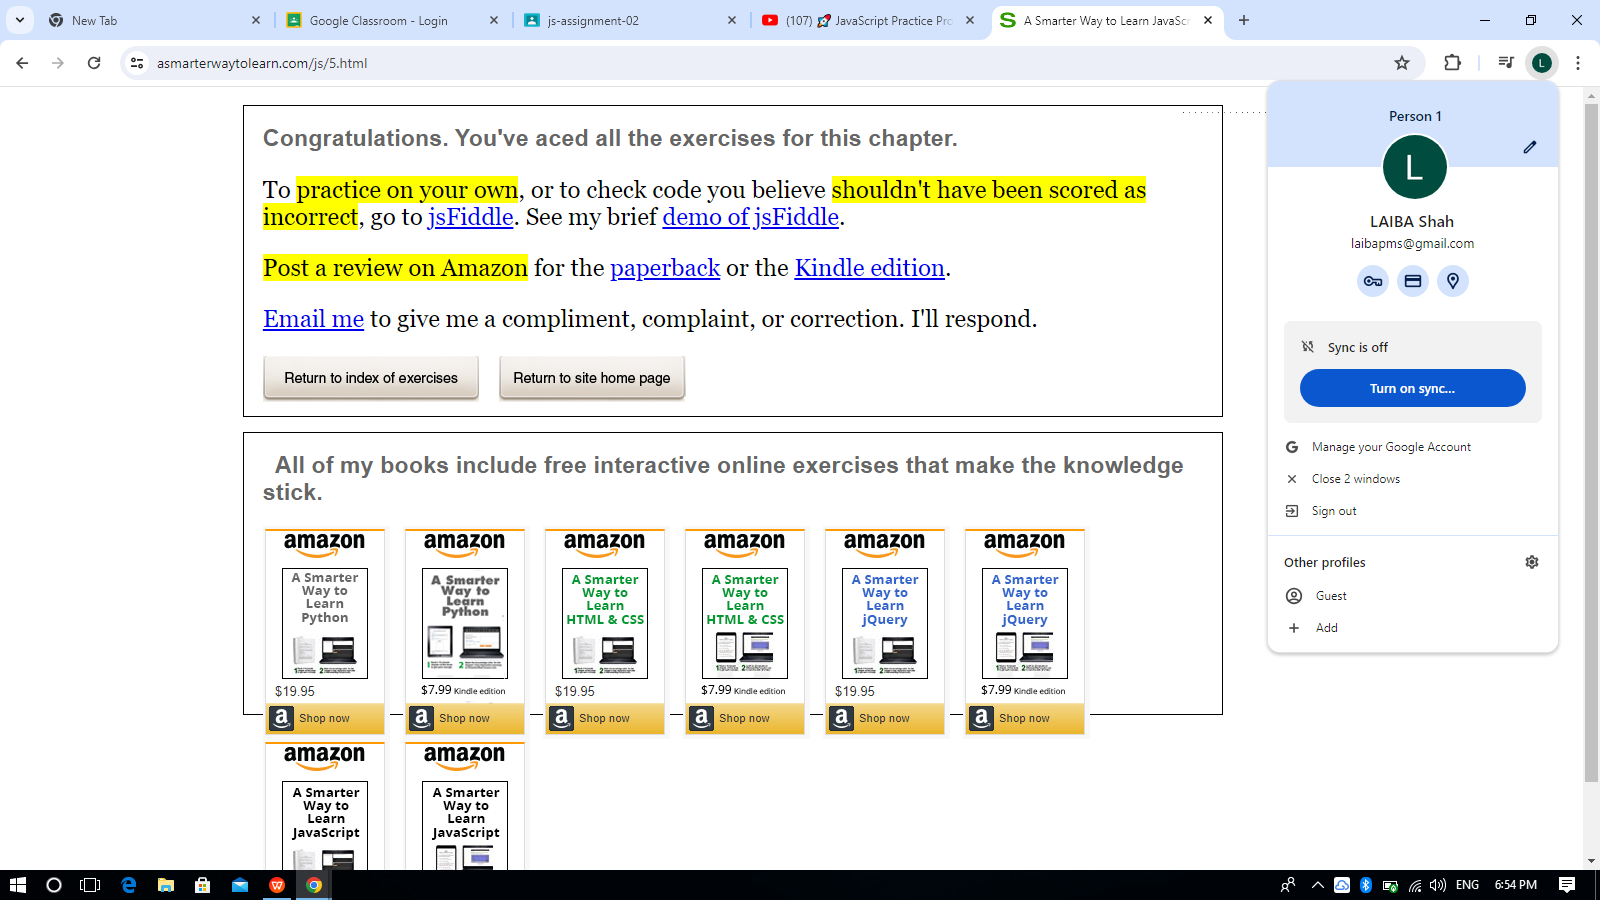 New Tab
Google Classroom - Login
js-assignment-02
(107) 🚀 JavaScript Practice Pro
A Smarter Way to Learn JavaSc
asmarterwaytolearn.com/js/5.html
L
Congratulations. You've aced all the exercises for this chapter.
To practice on your own, or to check code you believe shouldn't have been scored as
incorrect, go to jsFiddle. See my brief demo of jsFiddle.
Post a review on Amazon for the paperback or the Kindle edition.
Email me to give me a compliment, complaint, or correction. I'll respond.
Return to index of exercises
Return to site home page
All of my books include free interactive online exercises that make the knowledge
stick.
amazon
A Smarter
Way to
Learn
Python
$19.95
Shop now
amazon
A Smarter
Way to
Learn
Python
$7.99 Kindle edition
Shop now
amazon
A Smarter
Way to
Learn
HTML & CSS
$19.95
Shop now
amazon
A Smarter
Way to
Learn
HTML & CSS
$7.99 Kindle edition
Shop now
amazon
A Smarter
Way to
Learn
jQuery
$19.95
Shop now
amazon
A Smarter
Way to
Learn
jQuery
$7.99 Kindle edition
Shop now
amazon
A Smarter
Way to
Learn
JavaScript
amazon
A Smarter
Way to
Learn
JavaScript
Person 1
L
LAIBA Shah
laibapms@gmail.com
Sync is off
Turn on sync...
Manage your Google Account
Close 2 windows
Sign out
Other profiles
Guest
Add
ENG
6:54 PM